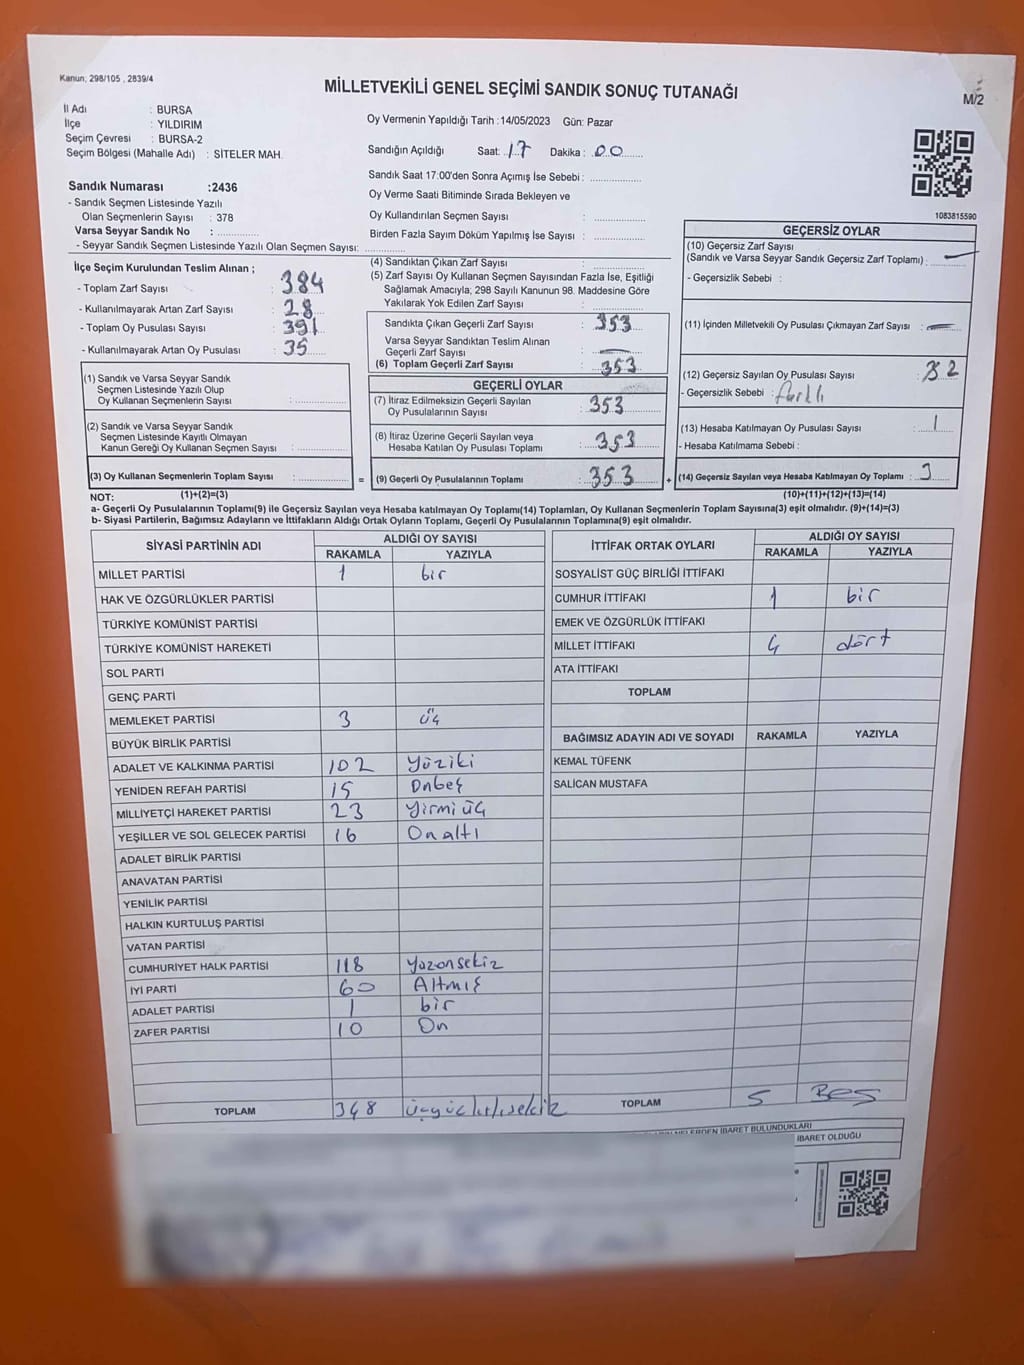 Kanun; 298/105 , 2839/4
MİLLETVEKİLİ GENEL SEÇİMİ SANDIK SONUÇ TUTANAĞI
M/2
İl Adı : BURSA
İlçe : YILDIRIM
Seçim Çevresi : BURSA-2
Seçim Bölgesi (Mahalle Adı) : SİTELER MAH.
Sandık Numarası :2436
- Sandık Seçmen Listesinde Yazılı
Olan Seçmenlerin Sayısı : 378
Varsa Seyyar Sandık No :
- Seyyar Sandık Seçmen Listesinde Yazılı Olan Seçmen Sayısı:
Oy Vermenin Yapıldığı Tarih :14/05/2023 Gün: Pazar
Sandığın Açıldığı Saat: 17 Dakika : 00
Sandık Saat 17:00'den Sonra Açımış İse Sebebi :
Oy Verme Saati Bitiminde Sırada Bekleyen ve
Oy Kullandırılan Seçmen Sayısı :
Birden Fazla Sayım Döküm Yapılmış İse Sayısı :
1083815590
İlçe Seçim Kurulundan Teslim Alınan ;
- Toplam Zarf Sayısı : 384
- Kullanılmayarak Artan Zarf Sayısı : 28
- Toplam Oy Pusulası Sayısı : 391
- Kullanılmayarak Artan Oy Pusulası : 35
(1) Sandık ve Varsa Seyyar Sandık
Seçmen Listesinde Yazılı Olup
Oy Kullanan Seçmenlerin Sayısı :
(2) Sandık ve Varsa Seyyar Sandık
Seçmen Listesinde Kayıtlı Olmayan
Kanun Gereği Oy Kullanan Seçmen Sayısı :
(3) Oy Kullanan Seçmenlerin Toplam Sayısı : =
(4) Sandıktan Çıkan Zarf Sayısı :
(5) Zarf Sayısı Oy Kullanan Seçmen Sayısından Fazla İse, Eşitliği
Sağlamak Amacıyla; 298 Sayılı Kanunun 98. Maddesine Göre
Yakılarak Yok Edilen Zarf Sayısı :
Sandıkta Çıkan Geçerli Zarf Sayısı : 353
Varsa Seyyar Sandıktan Teslim Alınan
Geçerli Zarf Sayısı : —
(6) Toplam Geçerli Zarf Sayısı : 353
GEÇERLİ OYLAR
(7) İtiraz Edilmeksizin Geçerli Sayılan
Oy Pusulalarının Sayısı : 353
(8) İtiraz Üzerine Geçerli Sayılan veya
Hesaba Katılan Oy Pusulası Toplamı : 353
(9) Geçerli Oy Pusulalarının Toplamı : 353 +
GEÇERSİZ OYLAR
(10) Geçersiz Zarf Sayısı
(Sandık ve Varsa Seyyar Sandık Geçersiz Zarf Toplamı) : —
- Geçersizlik Sebebi :
(11) İçinden Milletvekili Oy Pusulası Çıkmayan Zarf Sayısı : —
(12) Geçersiz Sayılan Oy Pusulası Sayısı : 2
- Geçersizlik Sebebi : farklı
(13) Hesaba Katılmayan Oy Pusulası Sayısı : 1
- Hesaba Katılmama Sebebi :
(14) Geçersiz Sayılan veya Hesaba Katılmayan Oy Toplamı : 3
NOT: (1)+(2)=(3) (10)+(11)+(12)+(13)=(14)
a- Geçerli Oy Pusulalarının Toplamı(9) ile Geçersiz Sayılan veya Hesaba katılmayan Oy Toplamı(14) Toplamları, Oy Kullanan Seçmenlerin Toplam Sayısına(3) eşit olmalıdır. (9)+(14)=(3)
b- Siyasi Partilerin, Bağımsız Adayların ve İttifakların Aldığı Ortak Oyların Toplamı, Geçerli Oy Pusulalarının Toplamına(9) eşit olmalıdır.
SİYASİ PARTİNİN ADI ALDIĞI OY SAYISI
RAKAMLA YAZIYLA
MİLLET PARTİSİ 1 bir
HAK VE ÖZGÜRLÜKLER PARTİSİ
TÜRKİYE KOMÜNİST PARTİSİ
TÜRKİYE KOMÜNİST HAREKETİ
SOL PARTİ
GENÇ PARTİ
MEMLEKET PARTİSİ 3 üç
BÜYÜK BİRLİK PARTİSİ
ADALET VE KALKINMA PARTİSİ 102 Yüziki
YENİDEN REFAH PARTİSİ 15 Onbeş
MİLLİYETÇİ HAREKET PARTİSİ 23 Yirmi üç
YEŞİLLER VE SOL GELECEK PARTİSİ 16 Onaltı
ADALET BİRLİK PARTİSİ
ANAVATAN PARTİSİ
YENİLİK PARTİSİ
HALKIN KURTULUŞ PARTİSİ
VATAN PARTİSİ
CUMHURİYET HALK PARTİSİ 118 Yüzonsekiz
İYİ PARTİ 60 Altmış
ADALET PARTİSİ 1 bir
ZAFER PARTİSİ 10 On
TOPLAM 348
İTTİFAK ORTAK OYLARI ALDIĞI OY SAYISI
RAKAMLA YAZIYLA
SOSYALİST GÜÇ BİRLİĞİ İTTİFAKI
CUMHUR İTTİFAKI 1 bir
EMEK VE ÖZGÜRLÜK İTTİFAKI
MİLLET İTTİFAKI 4 dört
ATA İTTİFAKI
TOPLAM
BAĞIMSIZ ADAYIN ADI VE SOYADI RAKAMLA YAZIYLA
KEMAL TÜFENK
SALİCAN MUSTAFA
TOPLAM 5 Beş
İBARET BULUNDUKLARI
İBARET OLDUĞU